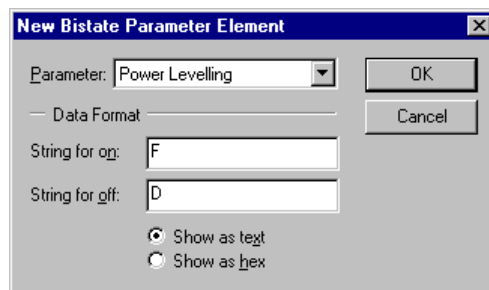 New Bistate Parameter Element
Parameter: Power Levelling
OK
Data Format
Cancel
String for on: F
String for off: D
Show as text
Show as hex